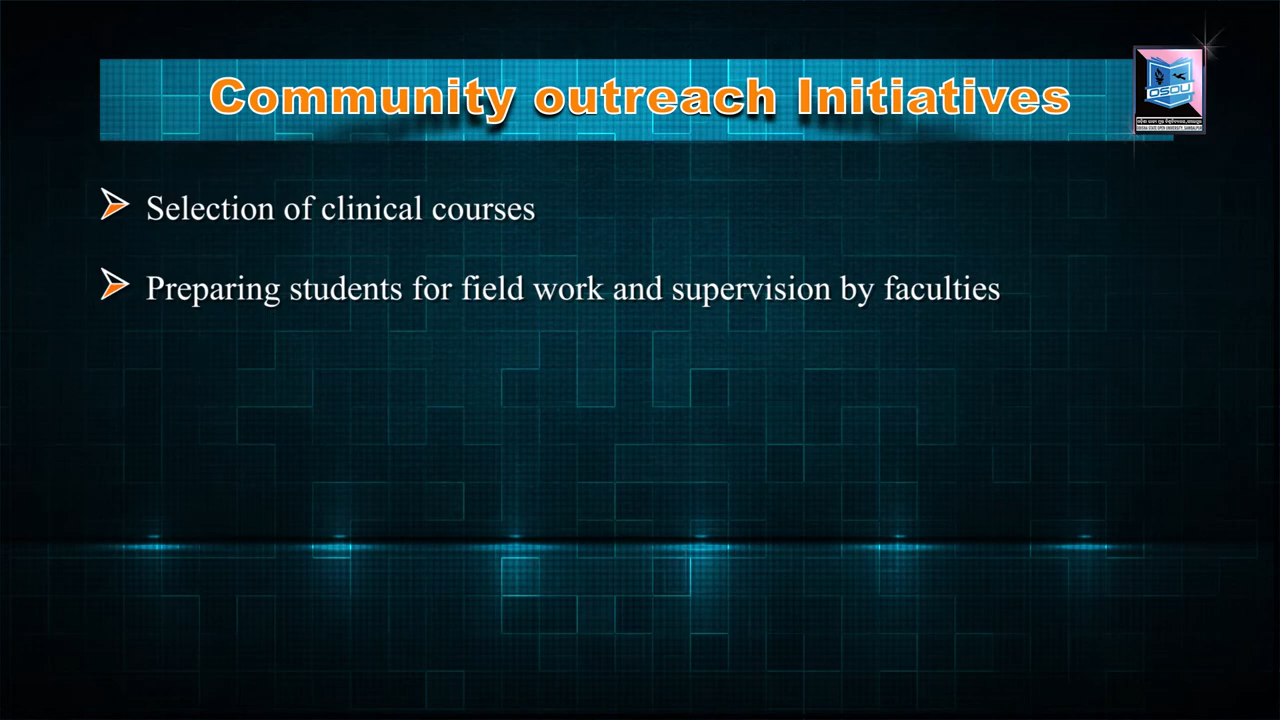 Community outreach Initiatives
OSOU
Selection of clinical courses
Preparing students for field work and supervision by faculties